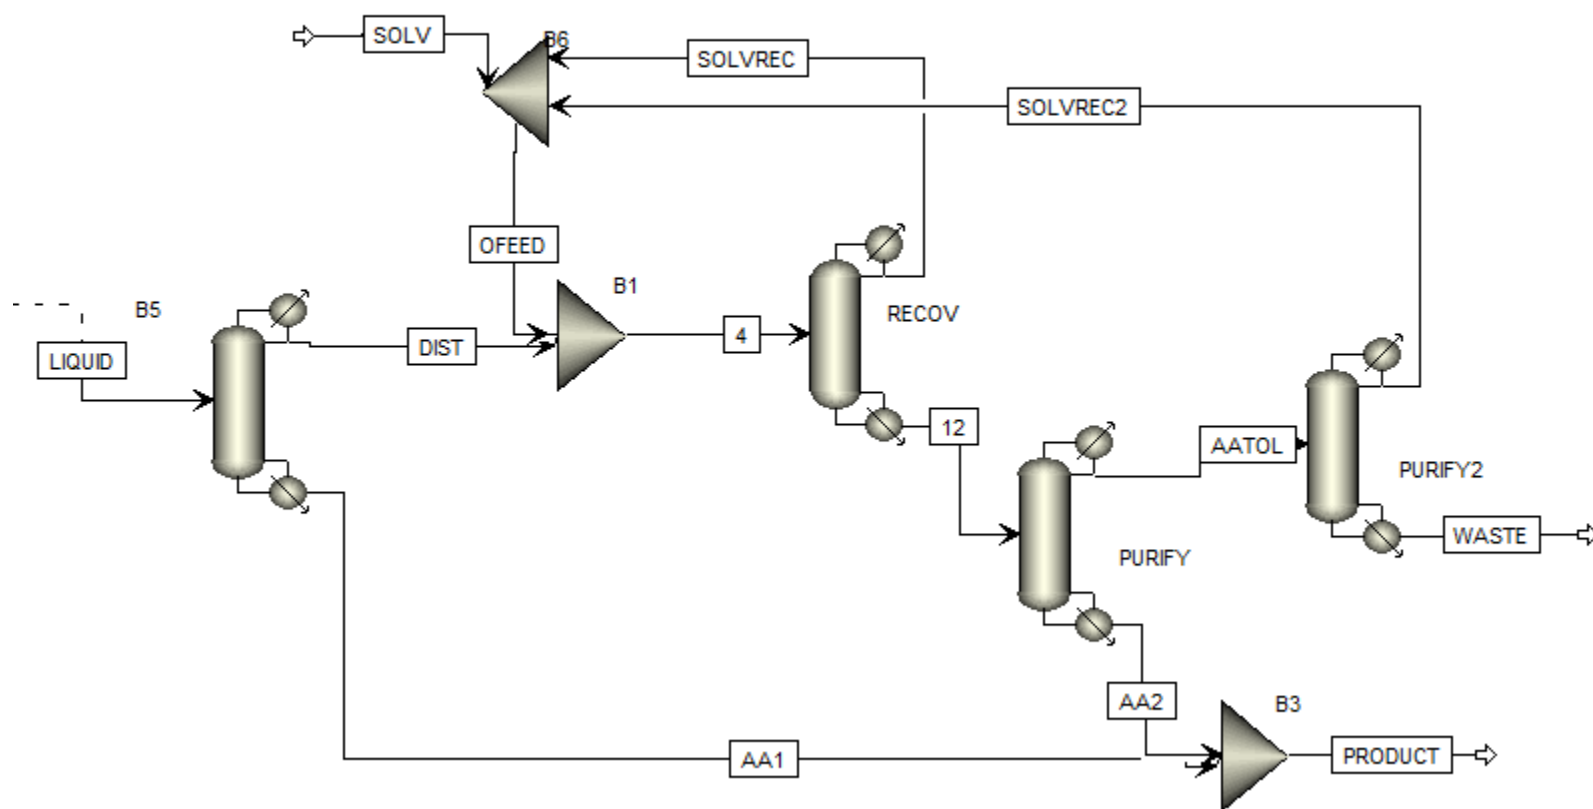 SOLV
B6
SOLVREC
SOLVREC2
OFEED
B1
B5
RECOV
4
DIST
LIQUID
12
AATOL
PURIFY2
WASTE
PURIFY
AA2
B3
AA1
PRODUCT